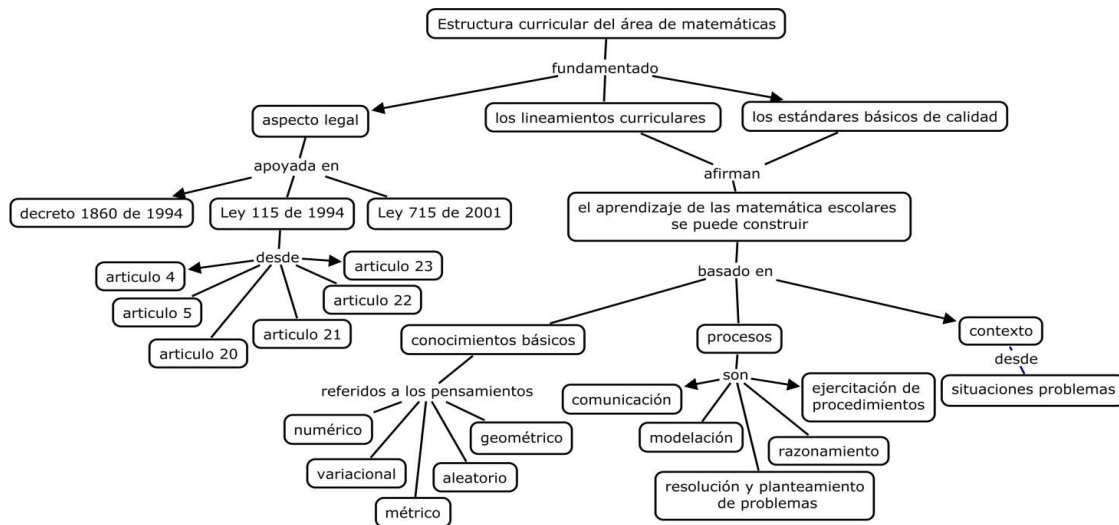 Estructura curricular del área de matemáticas
fundamentado
aspecto legal
los lineamientos curriculares
los estándares básicos de calidad
apoyada en
afirman
decreto 1860 de 1994
Ley 115 de 1994
Ley 715 de 2001
el aprendizaje de las matemática escolares
se puede construir
desde
articulo 4
articulo 23
articulo 5
articulo 22
articulo 20
articulo 21
basado en
conocimientos básicos
procesos
contexto
desde
situaciones problemas
referidos a los pensamientos
numérico
geométrico
variacional
aleatorio
métrico
son
comunicación
ejercitación de
procedimientos
modelación
razonamiento
resolución y planteamiento
de problemas